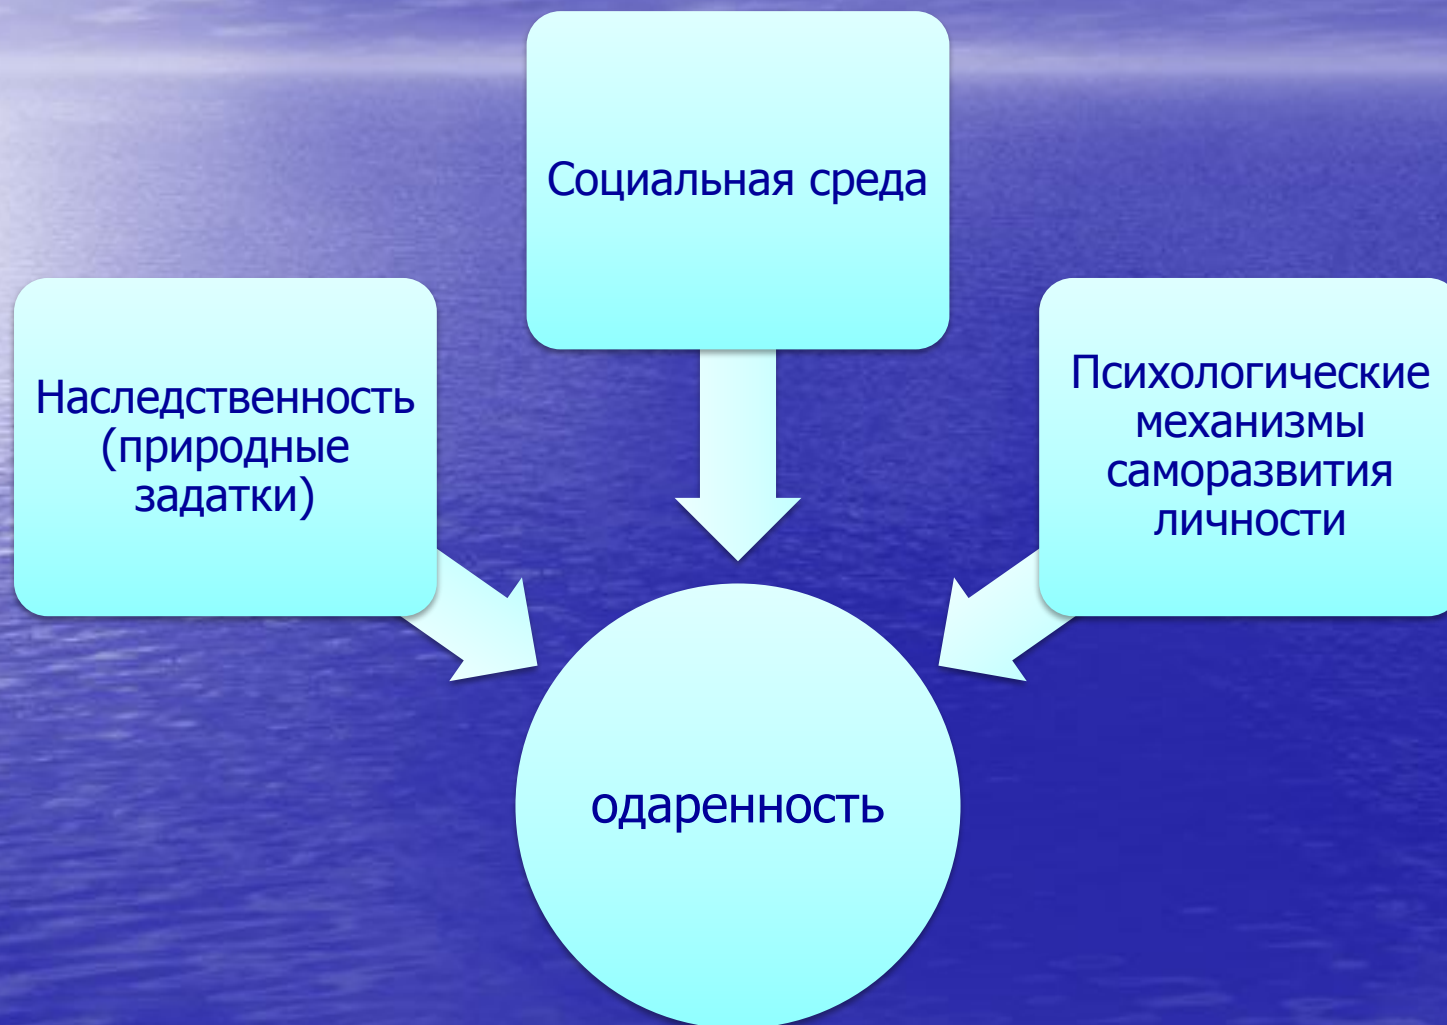 Социальная среда
Наследственность
(природные
задатки)
Психологические
механизмы
саморазвития
личности
одаренность